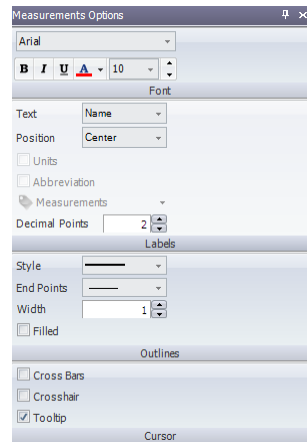 Measurements Options
Arial
B I U A 10
Font
Text Name
Position Center
Units
Abbreviation
Measurements
Decimal Points 2
Labels
Style
End Points
Width 1
Filled
Outlines
Cross Bars
Crosshair
Tooltip
Cursor